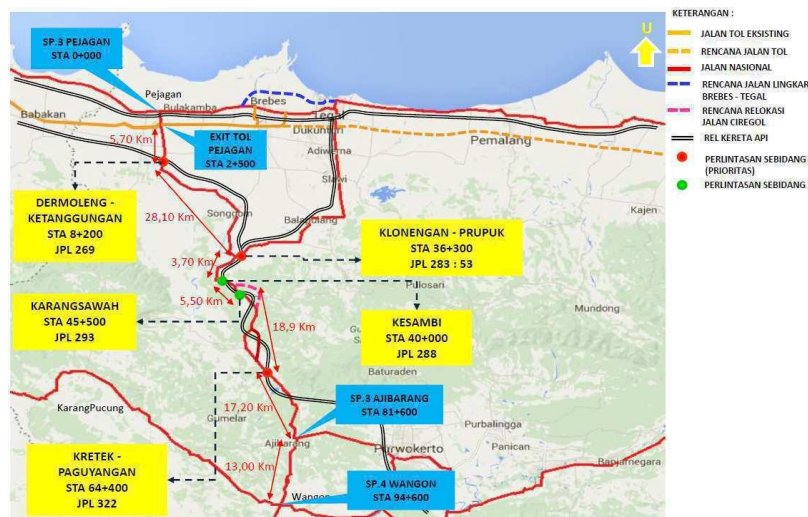 SP.3 PEJAGAN
STA 0+000
U
Pejagan
Bulakamba
Brebes
Tegal
Babakan
EXIT TOL
PEJAGAN
STA 2+500
Dukuhturi
Adiwerna
Pemalang
5,70 Km
Slawi
DERMOLENG -
KETANGGUNGAN
STA 8+200
JPL 269
28,10 Km
Songgom
Balapulang
Kajen
KLONENGAN - PRUPUK
STA 36+300
JPL 283 : 53
3,70 Km
5,50 Km
Pulosari
Mundong
KARANGSAWAH
STA 45+500
JPL 293
18,9 Km
KESAMBI
STA 40+000
JPL 288
Baturaden
KarangPucung
Gumelar
17,20 Km
SP.3 AJIBARANG
STA 81+600
Purbalingga
Ajibarang
Purwokerto
Panican
Banjarnegara
KRETEK -
PAGUYANGAN
STA 64+400
JPL 322
13,00 Km
Wangon
SP.4 WANGON
STA 94+600
KETERANGAN :
JALAN TOL EKSISTING
RENCANA JALAN TOL
JALAN NASIONAL
RENCANA JALAN LINGKAR
BREBES - TEGAL
RENCANA RELOKASI
JALAN CIREGOL
REL KERETA API
PERLINTASAN SEBIDANG
(PRIORITAS)
PERLINTASAN SEBIDANG